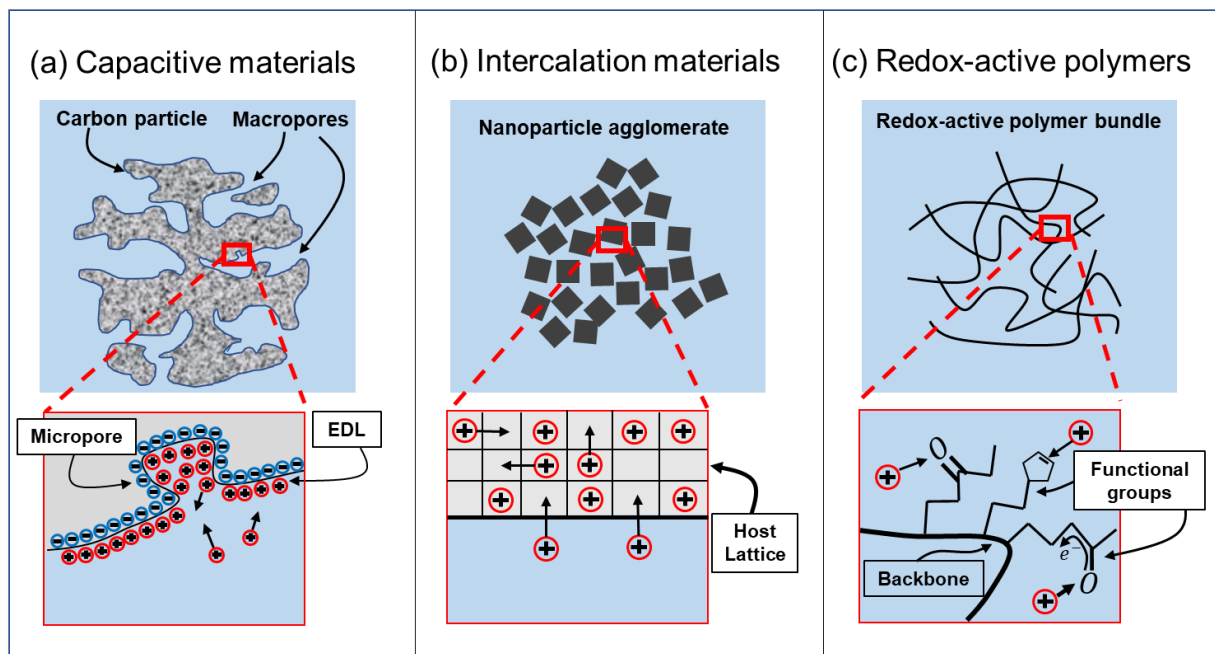 (a) Capacitive materials
Carbon particle
Macropores
Micropore
EDL
(b) Intercalation materials
Nanoparticle agglomerate
Host
Lattice
(c) Redox-active polymers
Redox-active polymer bundle
Functional
groups
Backbone
O
e⁻
O